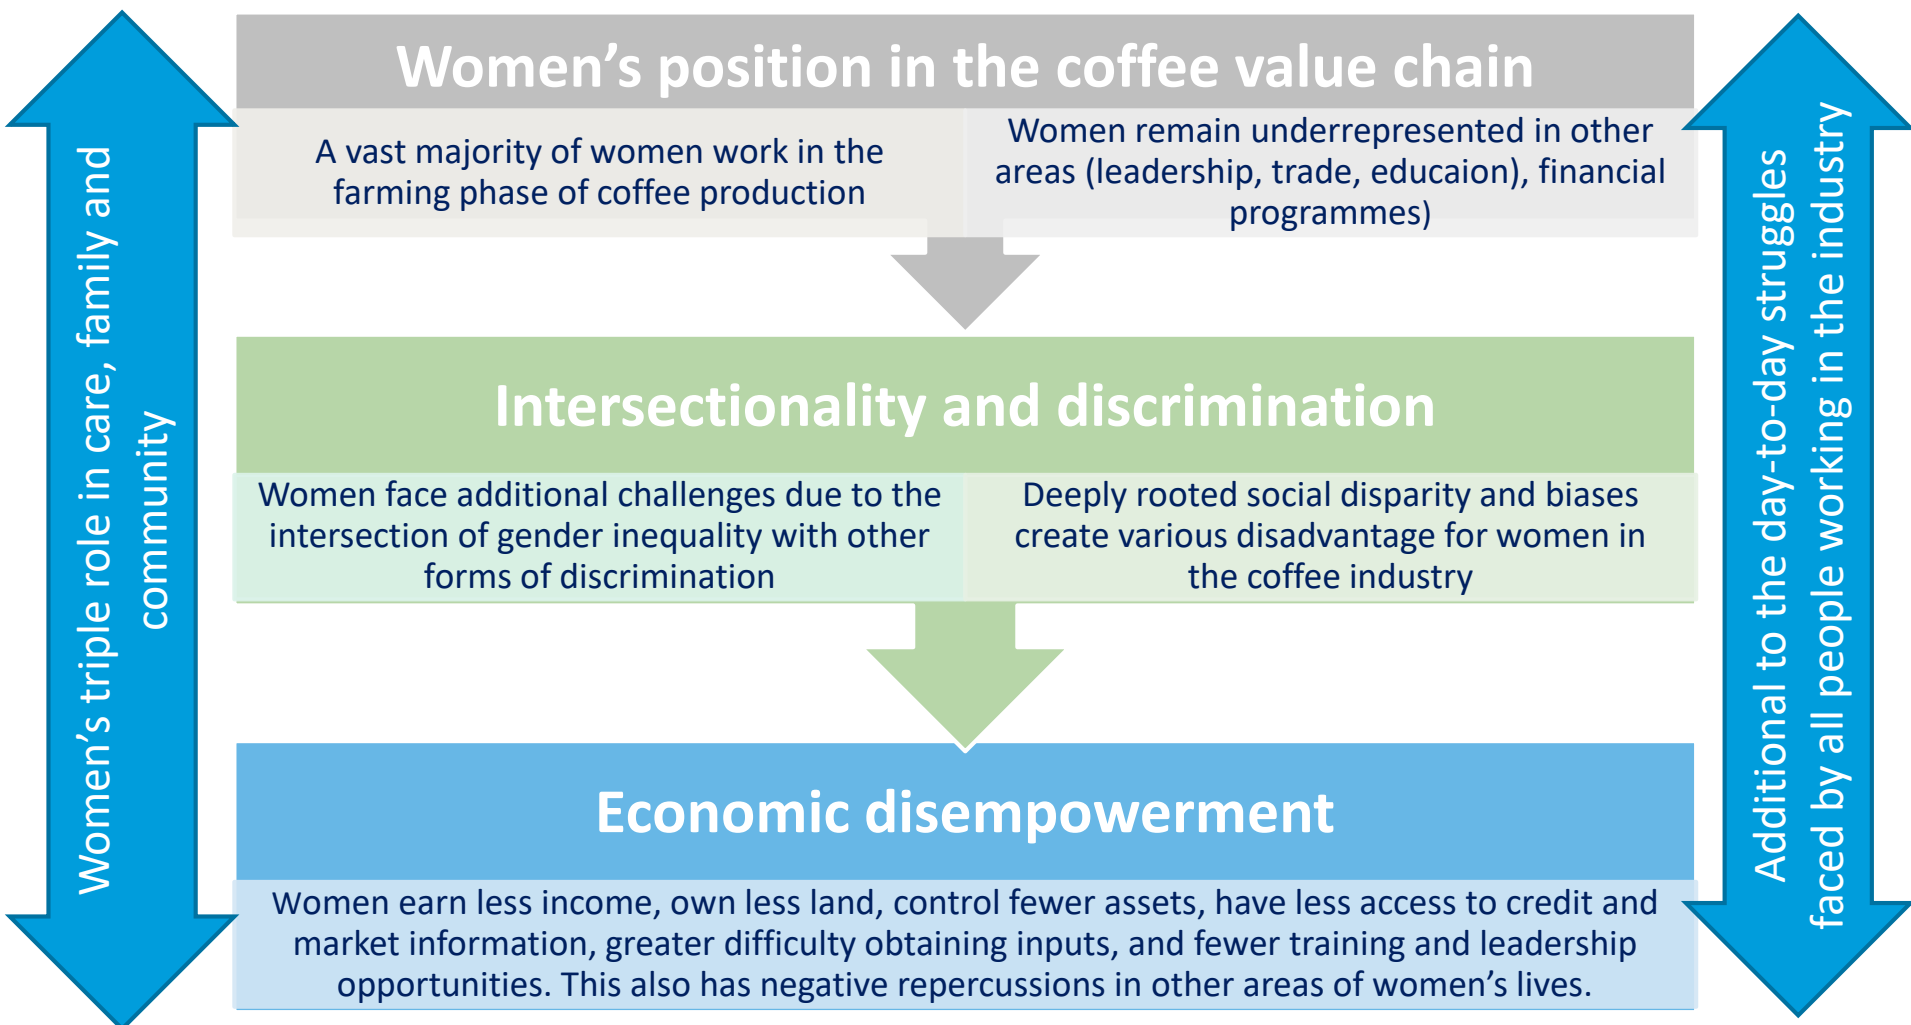 Women’s position in the coffee value chain
A vast majority of women work in the
farming phase of coffee production
Women remain underrepresented in other
areas (leadership, trade, educaion), financial
programmes)
Intersectionality and discrimination
Women face additional challenges due to the
intersection of gender inequality with other
forms of discrimination
Deeply rooted social disparity and biases
create various disadvantage for women in
the coffee industry
Economic disempowerment
Women earn less income, own less land, control fewer assets, have less access to credit and
market information, greater difficulty obtaining inputs, and fewer training and leadership
opportunities. This also has negative repercussions in other areas of women’s lives.
Women’s triple role in care, family and
community
Additional to the day-to-day struggles
faced by all people working in the industry